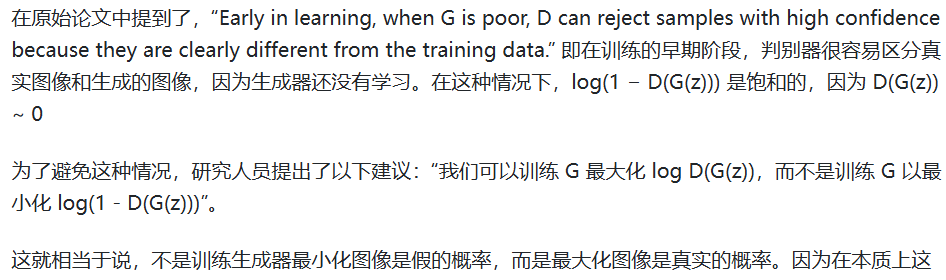 在原始论文中提到了，“Early in learning, when G is poor, D can reject samples with high confidence
because they are clearly different from the training data.” 即在训练的早期阶段，判别器很容易区分真
实图像和生成的图像，因为生成器还没有学习。在这种情况下，log(1 − D(G(z))) 是饱和的，因为 D(G(z))
~ 0
为了避免这种情况，研究人员提出了以下建议：“我们可以训练 G 最大化 log D(G(z))，而不是训练 G 以最
小化 log(1 - D(G(z)))”。
这就相当于说，不是训练生成器最小化图像是假的概率，而是最大化图像是真实的概率。因为在本质上这